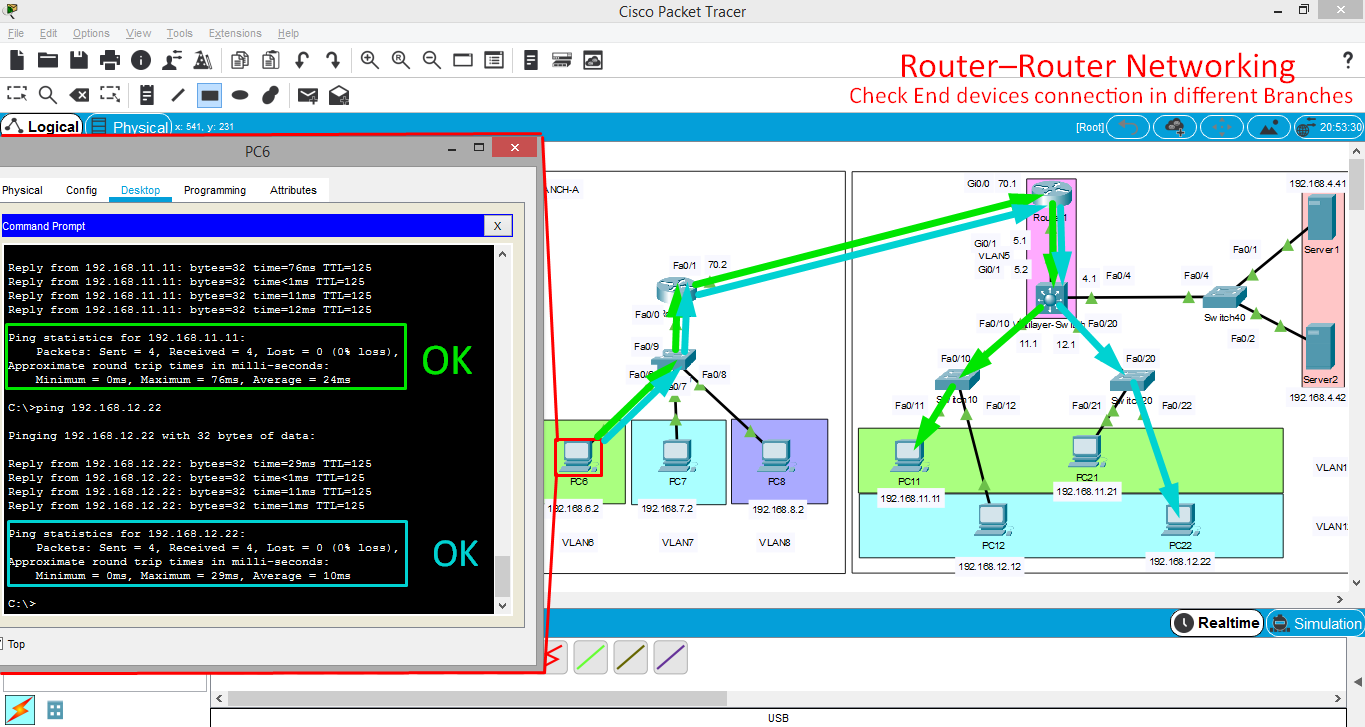 Cisco Packet Tracer
File Edit Options View Tools Extensions Help
Router–Router Networking
Check End devices connection in different Branches
Logical Physical x: 541, y: 231
[Root] 20:53:30
PC6
Physical Config Desktop Programming Attributes
Command Prompt X
Reply from 192.168.11.11: bytes=32 time=76ms TTL=125
Reply from 192.168.11.11: bytes=32 time<1ms TTL=125
Reply from 192.168.11.11: bytes=32 time=11ms TTL=125
Reply from 192.168.11.11: bytes=32 time=12ms TTL=125
Ping statistics for 192.168.11.11:
Packets: Sent = 4, Received = 4, Lost = 0 (0% loss),
Approximate round trip times in milli-seconds:
Minimum = 0ms, Maximum = 76ms, Average = 24ms
OK
C:\>ping 192.168.12.22
Pinging 192.168.12.22 with 32 bytes of data:
Reply from 192.168.12.22: bytes=32 time=29ms TTL=125
Reply from 192.168.12.22: bytes=32 time<1ms TTL=125
Reply from 192.168.12.22: bytes=32 time=11ms TTL=125
Reply from 192.168.12.22: bytes=32 time=1ms TTL=125
Ping statistics for 192.168.12.22:
Packets: Sent = 4, Received = 4, Lost = 0 (0% loss),
Approximate round trip times in milli-seconds:
Minimum = 0ms, Maximum = 29ms, Average = 10ms
OK
C:\>
Top
NCH-A
Fa0/1 70.2
Fa0/0
Fa0/9
Fa0/8
PC6 PC7 PC8
192.168.6.2 192.168.7.2 192.168.8.2
VLAN6 VLAN7 VLAN8
Gi0/0 70.1
Gi0/1 5.1
VLAN5
Gi0/1 5.2
4.1 Fa0/4 Fa0/4
192.168.4.41
Fa0/1 Server1
Switch40
Fa0/2
Server2
192.168.4.42
Fa0/10 Fa0/20
11.1 12.1
Fa0/10 Fa0/20
Fa0/11 Fa0/12 Fa0/21 Fa0/22
PC11 PC21
192.168.11.11 192.168.11.21
VLAN1
PC12 PC22
192.168.12.12 192.168.12.22
VLAN1
Realtime Simulation
USB